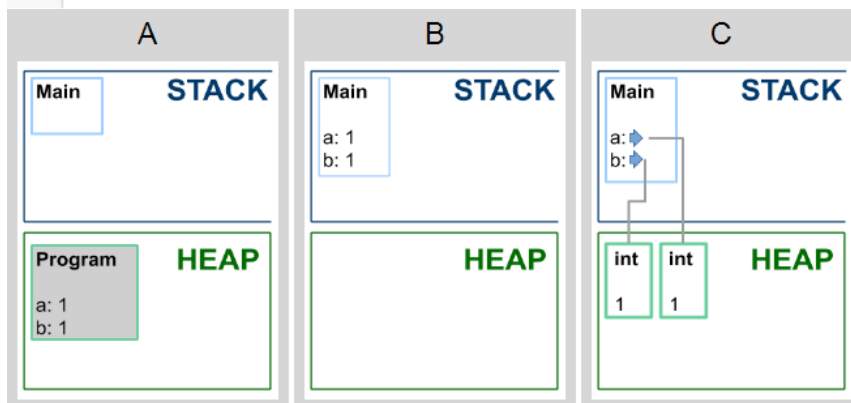 A
B
C
Main
STACK
Main
STACK
Main
STACK
a: 1
b: 1
a:
b:
Program
HEAP
HEAP
int
int
HEAP
a: 1
b: 1
1
1